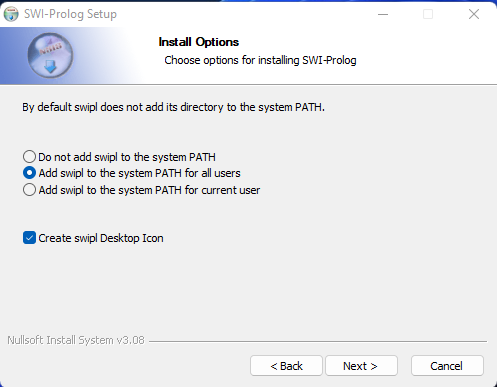 SWI-Prolog Setup
Install Options
Choose options for installing SWI-Prolog
By default swipl does not add its directory to the system PATH.
Do not add swipl to the system PATH
Add swipl to the system PATH for all users
Add swipl to the system PATH for current user
Create swipl Desktop Icon
Nullsoft Install System v3.08
< Back Next > Cancel